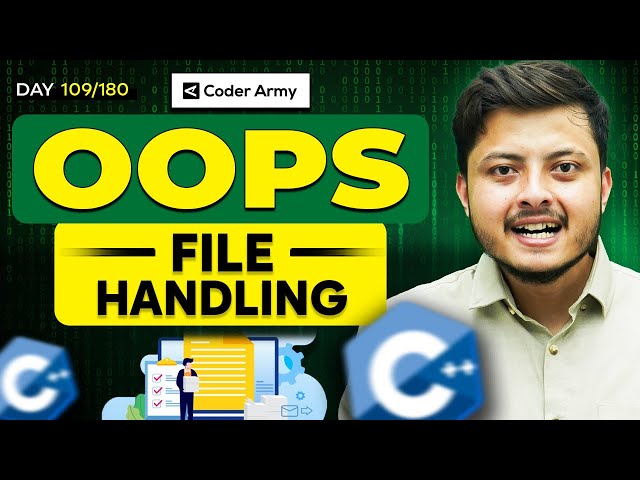 DAY 109/180
Coder Army
OOPS
FILE
HANDLING
C++
C++